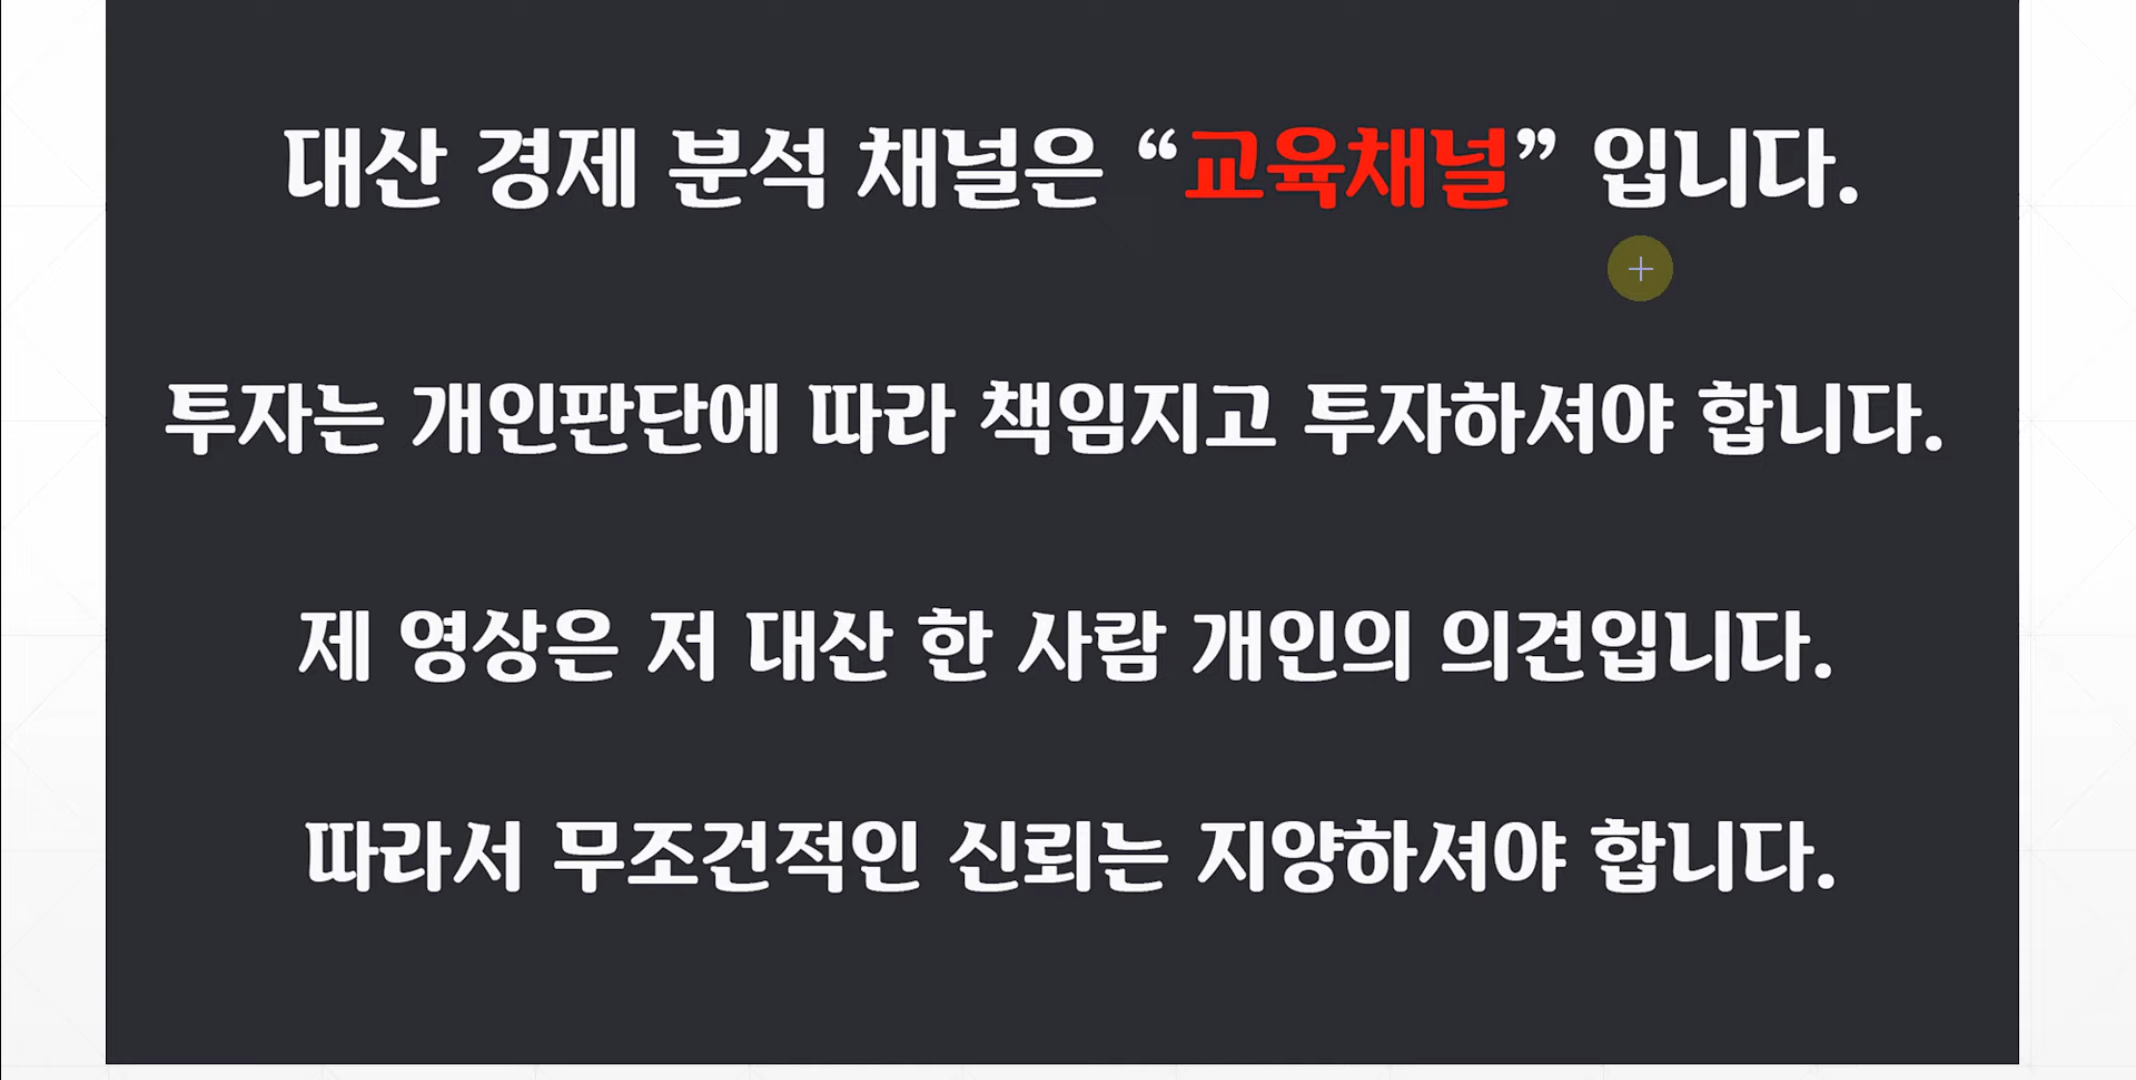 대산 경제 분석 채널은 “교육채널” 입니다.
투자는 개인판단에 따라 책임지고 투자하셔야 합니다.
제 영상은 저 대산 한 사람 개인의 의견입니다.
따라서 무조건적인 신뢰는 지양하셔야 합니다.